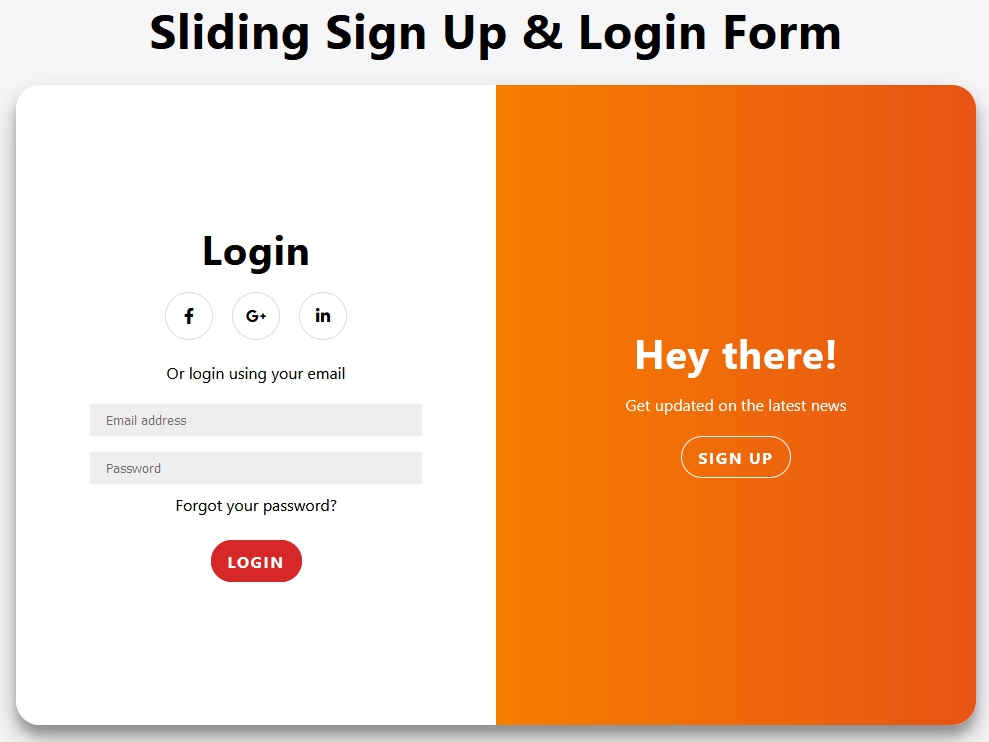 Sliding Sign Up & Login Form
Login
f G+ in
Or login using your email
Email address
Password
Forgot your password?
LOGIN
Hey there!
Get updated on the latest news
SIGN UP